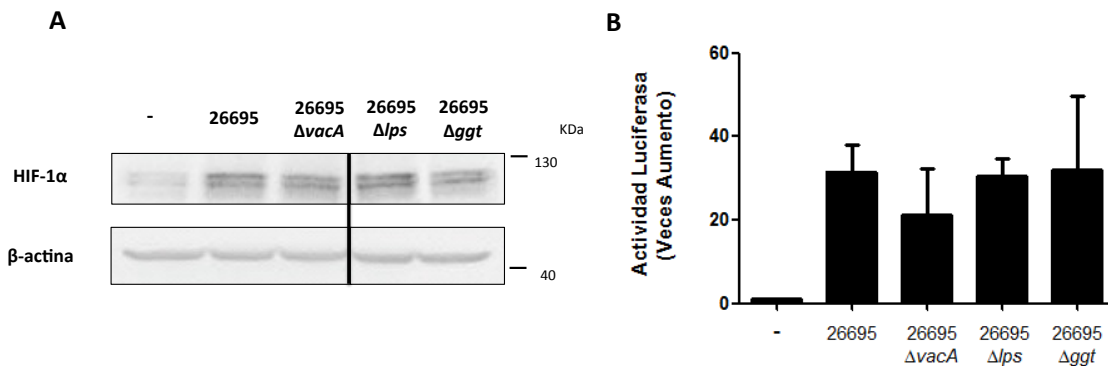 A
-
26695
26695
ΔvacA
26695
Δlps
26695
Δggt
KDa
HIF-1α
130
β-actina
40
B
Actividad Luciferasa
(Veces Aumento)
60
40
20
0
-
26695
26695
ΔvacA
26695
Δlps
26695
Δggt